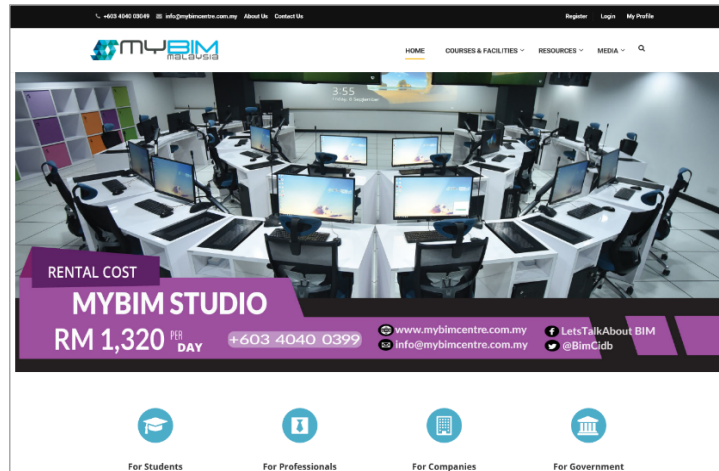 +603 4040 03049 info@mybimcentre.com.my About Us Contact Us Register Login My Profile
MYBIM
malaysia
HOME COURSES & FACILITIES RESOURCES MEDIA
3:55
RENTAL COST
MYBIM STUDIO
RM 1,320 PER DAY
+603 4040 0399
www.mybimcentre.com.my
info@mybimcentre.com.my
LetsTalkAbout BIM
@BimCidb
For Students For Professionals For Companies For Government